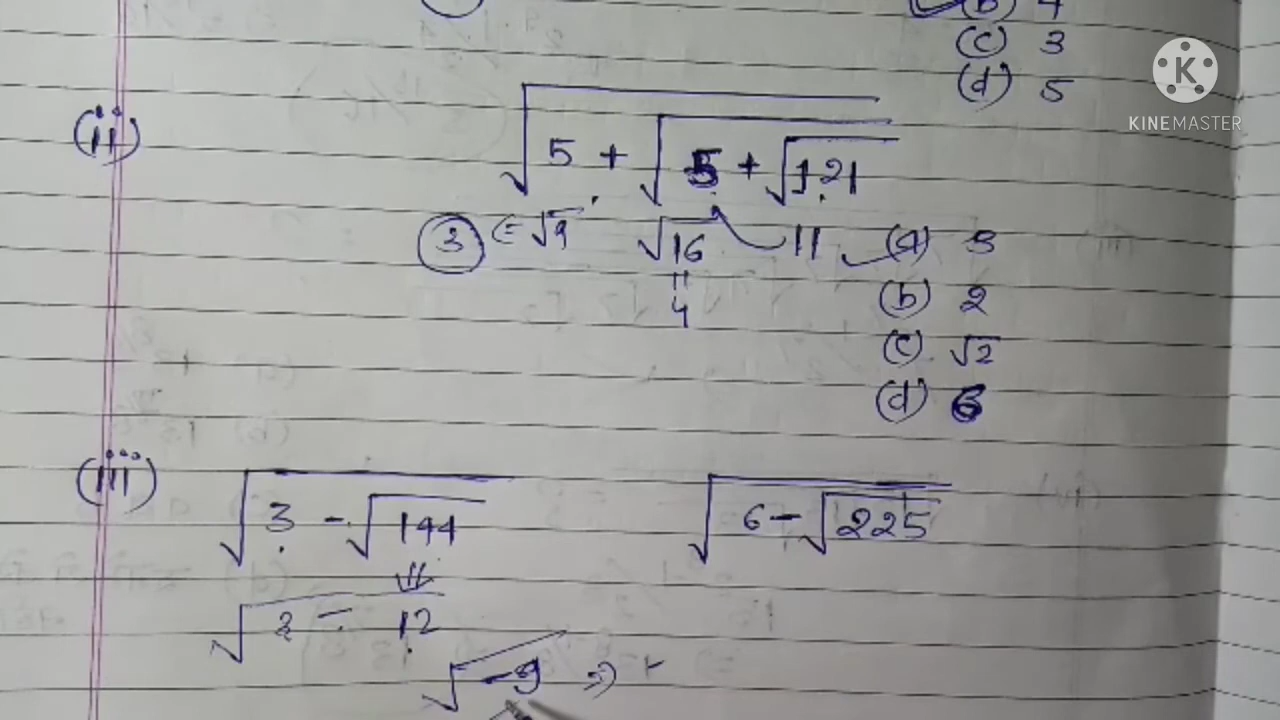 (b) 4
(c) 3
(d) 5
KINEMASTER
(ii) √(5 + √(5 + √121))
③ ⇐ √9 √16 11
॥
4
(a) 3
(b) 2
(c) √2
(d) 6
(iii) √(3 - √144) √(6 - √225)
√(3 - 12)
√-9 ⇒